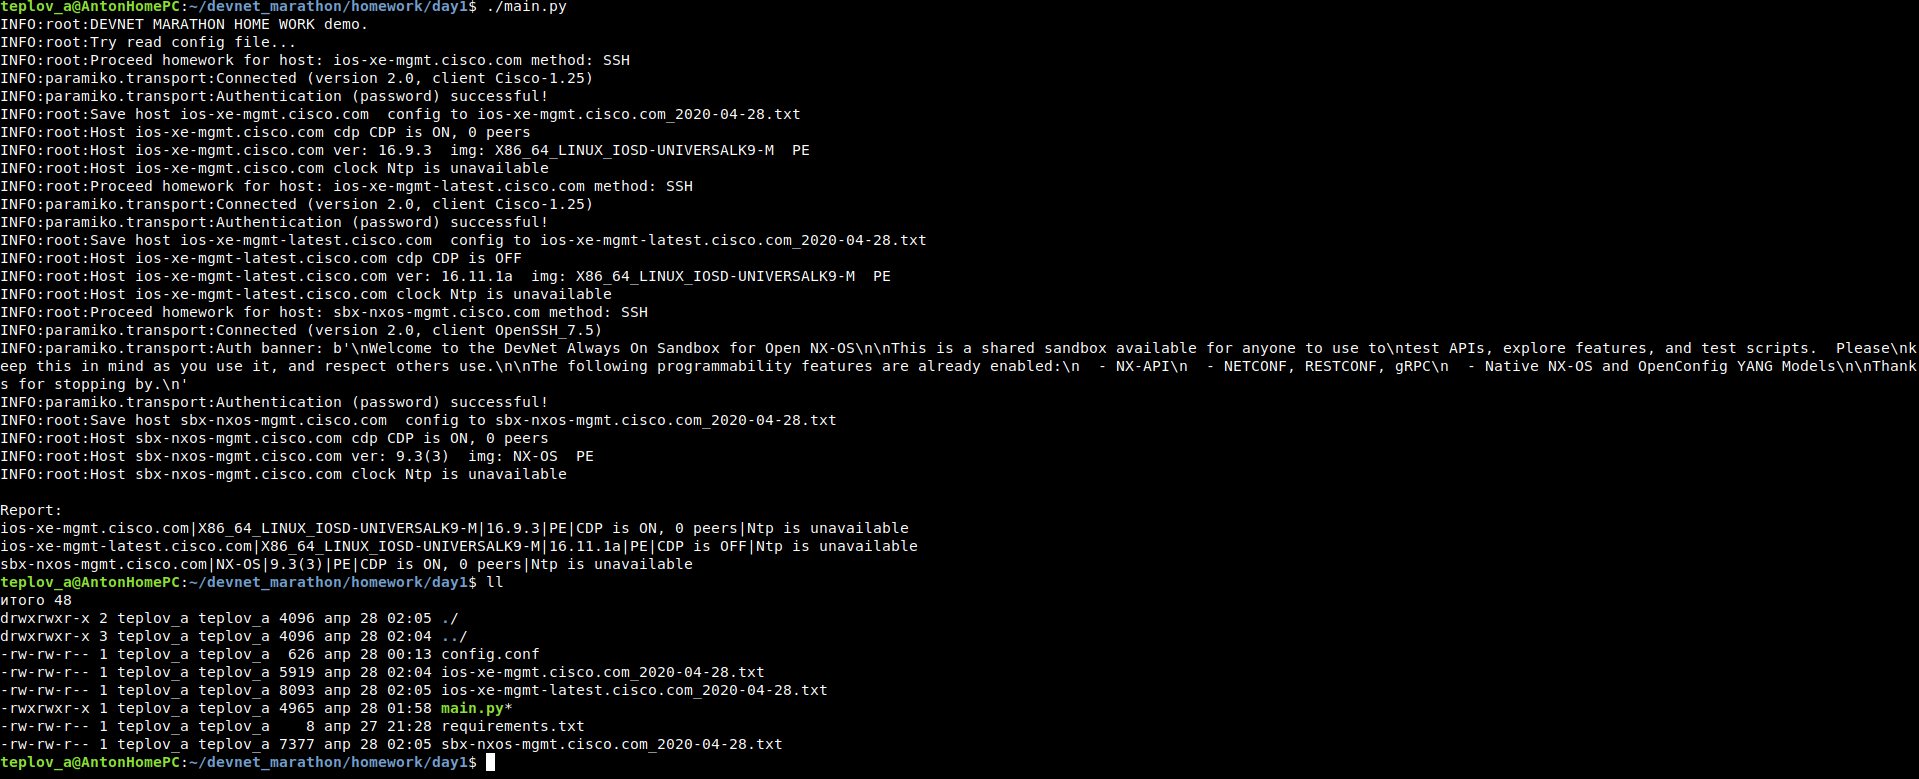 teplov_a@AntonHomePC:~/devnet_marathon/homework/day1$ ./main.py
INFO:root:DEVNET MARATHON HOME WORK demo.
INFO:root:Try read config file...
INFO:root:Proceed homework for host: ios-xe-mgmt.cisco.com method: SSH
INFO:paramiko.transport:Connected (version 2.0, client Cisco-1.25)
INFO:paramiko.transport:Authentication (password) successful!
INFO:root:Save host ios-xe-mgmt.cisco.com  config to ios-xe-mgmt.cisco.com_2020-04-28.txt
INFO:root:Host ios-xe-mgmt.cisco.com cdp CDP is ON, 0 peers
INFO:root:Host ios-xe-mgmt.cisco.com ver: 16.9.3  img: X86_64_LINUX_IOSD-UNIVERSALK9-M  PE
INFO:root:Host ios-xe-mgmt.cisco.com clock Ntp is unavailable
INFO:root:Proceed homework for host: ios-xe-mgmt-latest.cisco.com method: SSH
INFO:paramiko.transport:Connected (version 2.0, client Cisco-1.25)
INFO:paramiko.transport:Authentication (password) successful!
INFO:root:Save host ios-xe-mgmt-latest.cisco.com  config to ios-xe-mgmt-latest.cisco.com_2020-04-28.txt
INFO:root:Host ios-xe-mgmt-latest.cisco.com cdp CDP is OFF
INFO:root:Host ios-xe-mgmt-latest.cisco.com ver: 16.11.1a  img: X86_64_LINUX_IOSD-UNIVERSALK9-M  PE
INFO:root:Host ios-xe-mgmt-latest.cisco.com clock Ntp is unavailable
INFO:root:Proceed homework for host: sbx-nxos-mgmt.cisco.com method: SSH
INFO:paramiko.transport:Connected (version 2.0, client OpenSSH_7.5)
INFO:paramiko.transport:Auth banner: b'\nWelcome to the DevNet Always On Sandbox for Open NX-OS\n\nThis is a shared sandbox available for anyone to use to\ntest APIs, explore features, and test scripts.  Please\nk
eep this in mind as you use it, and respect others use.\n\nThe following programmability features are already enabled:\n  - NX-API\n  - NETCONF, RESTCONF, gRPC\n  - Native NX-OS and OpenConfig YANG Models\n\nThank
s for stopping by.\n'
INFO:paramiko.transport:Authentication (password) successful!
INFO:root:Save host sbx-nxos-mgmt.cisco.com  config to sbx-nxos-mgmt.cisco.com_2020-04-28.txt
INFO:root:Host sbx-nxos-mgmt.cisco.com cdp CDP is ON, 0 peers
INFO:root:Host sbx-nxos-mgmt.cisco.com ver: 9.3(3)  img: NX-OS  PE
INFO:root:Host sbx-nxos-mgmt.cisco.com clock Ntp is unavailable
Report:
ios-xe-mgmt.cisco.com|X86_64_LINUX_IOSD-UNIVERSALK9-M|16.9.3|PE|CDP is ON, 0 peers|Ntp is unavailable
ios-xe-mgmt-latest.cisco.com|X86_64_LINUX_IOSD-UNIVERSALK9-M|16.11.1a|PE|CDP is OFF|Ntp is unavailable
sbx-nxos-mgmt.cisco.com|NX-OS|9.3(3)|PE|CDP is ON, 0 peers|Ntp is unavailable
teplov_a@AntonHomePC:~/devnet_marathon/homework/day1$ ll
итого 48
drwxrwxr-x 2 teplov_a teplov_a 4096 апр 28 02:05 ./
drwxrwxr-x 3 teplov_a teplov_a 4096 апр 28 02:04 ../
-rw-rw-r-- 1 teplov_a teplov_a  626 апр 28 00:13 config.conf
-rw-rw-r-- 1 teplov_a teplov_a 5919 апр 28 02:04 ios-xe-mgmt.cisco.com_2020-04-28.txt
-rw-rw-r-- 1 teplov_a teplov_a 8093 апр 28 02:05 ios-xe-mgmt-latest.cisco.com_2020-04-28.txt
-rwxrwxr-x 1 teplov_a teplov_a 4965 апр 28 01:58 main.py*
-rw-rw-r-- 1 teplov_a teplov_a    8 апр 27 21:28 requirements.txt
-rw-rw-r-- 1 teplov_a teplov_a 7377 апр 28 02:05 sbx-nxos-mgmt.cisco.com_2020-04-28.txt
teplov_a@AntonHomePC:~/devnet_marathon/homework/day1$